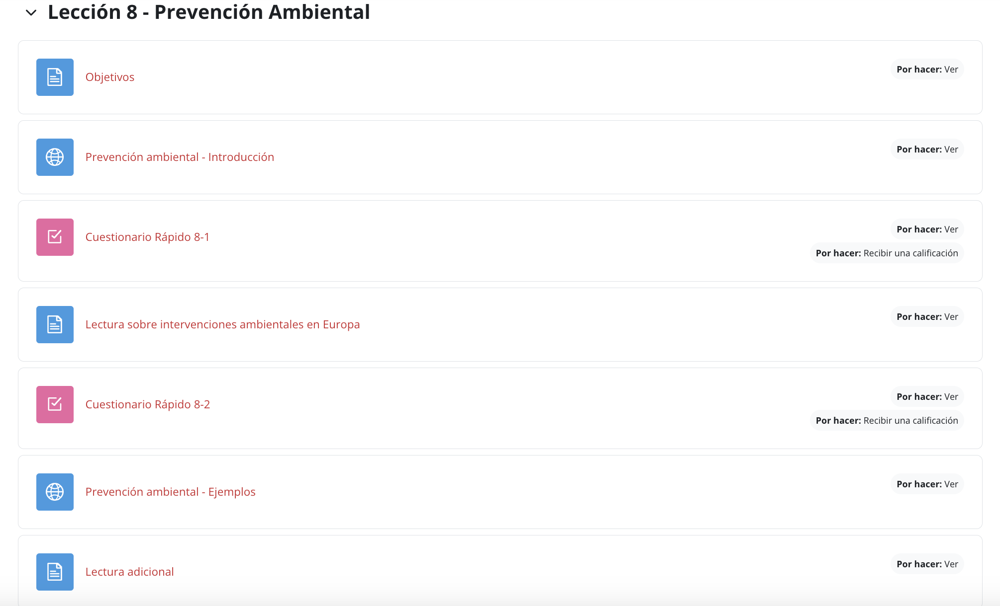 Lección 8 - Prevención Ambiental
Objetivos
Por hacer: Ver
Prevención ambiental - Introducción
Por hacer: Ver
Cuestionario Rápido 8-1
Por hacer: Ver
Por hacer: Recibir una calificación
Lectura sobre intervenciones ambientales en Europa
Por hacer: Ver
Cuestionario Rápido 8-2
Por hacer: Ver
Por hacer: Recibir una calificación
Prevención ambiental - Ejemplos
Por hacer: Ver
Lectura adicional
Por hacer: Ver